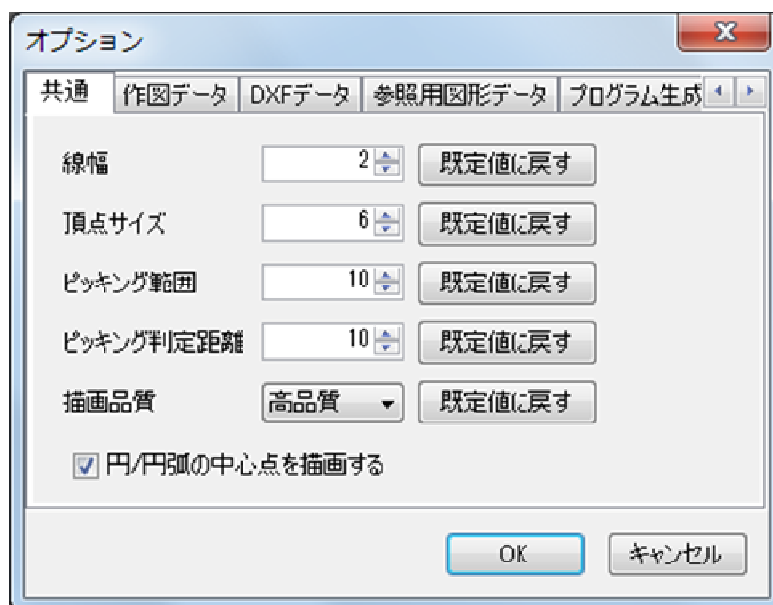 オプション
共通 作図データ DXFデータ 参照用図形データ プログラム生成
線幅 2 既定値に戻す
頂点サイズ 6 既定値に戻す
ピッキング範囲 10 既定値に戻す
ピッキング判定距離 10 既定値に戻す
描画品質 高品質 既定値に戻す
円/円弧の中心点を描画する
OK キャンセル